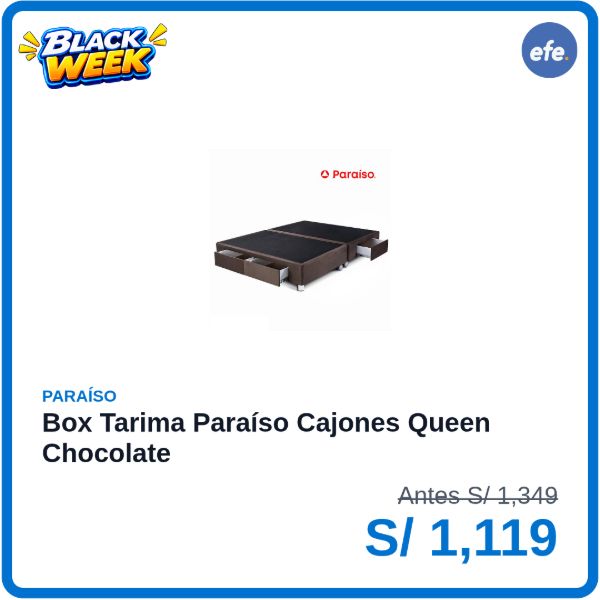 BLACK
WEEK
efe.
Paraíso
PARAÍSO
Box Tarima Paraíso Cajones Queen
Chocolate
Antes S/ 1,349
S/ 1,119